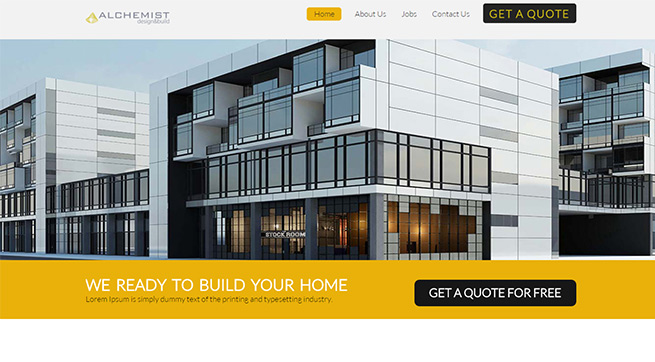 ALCHEMIST
design&build
Home About Us Jobs Contact Us GET A QUOTE
STOCK ROOM
WE READY TO BUILD YOUR HOME
Lorem Ipsum is simply dummy text of the printing and typesetting industry.
GET A QUOTE FOR FREE